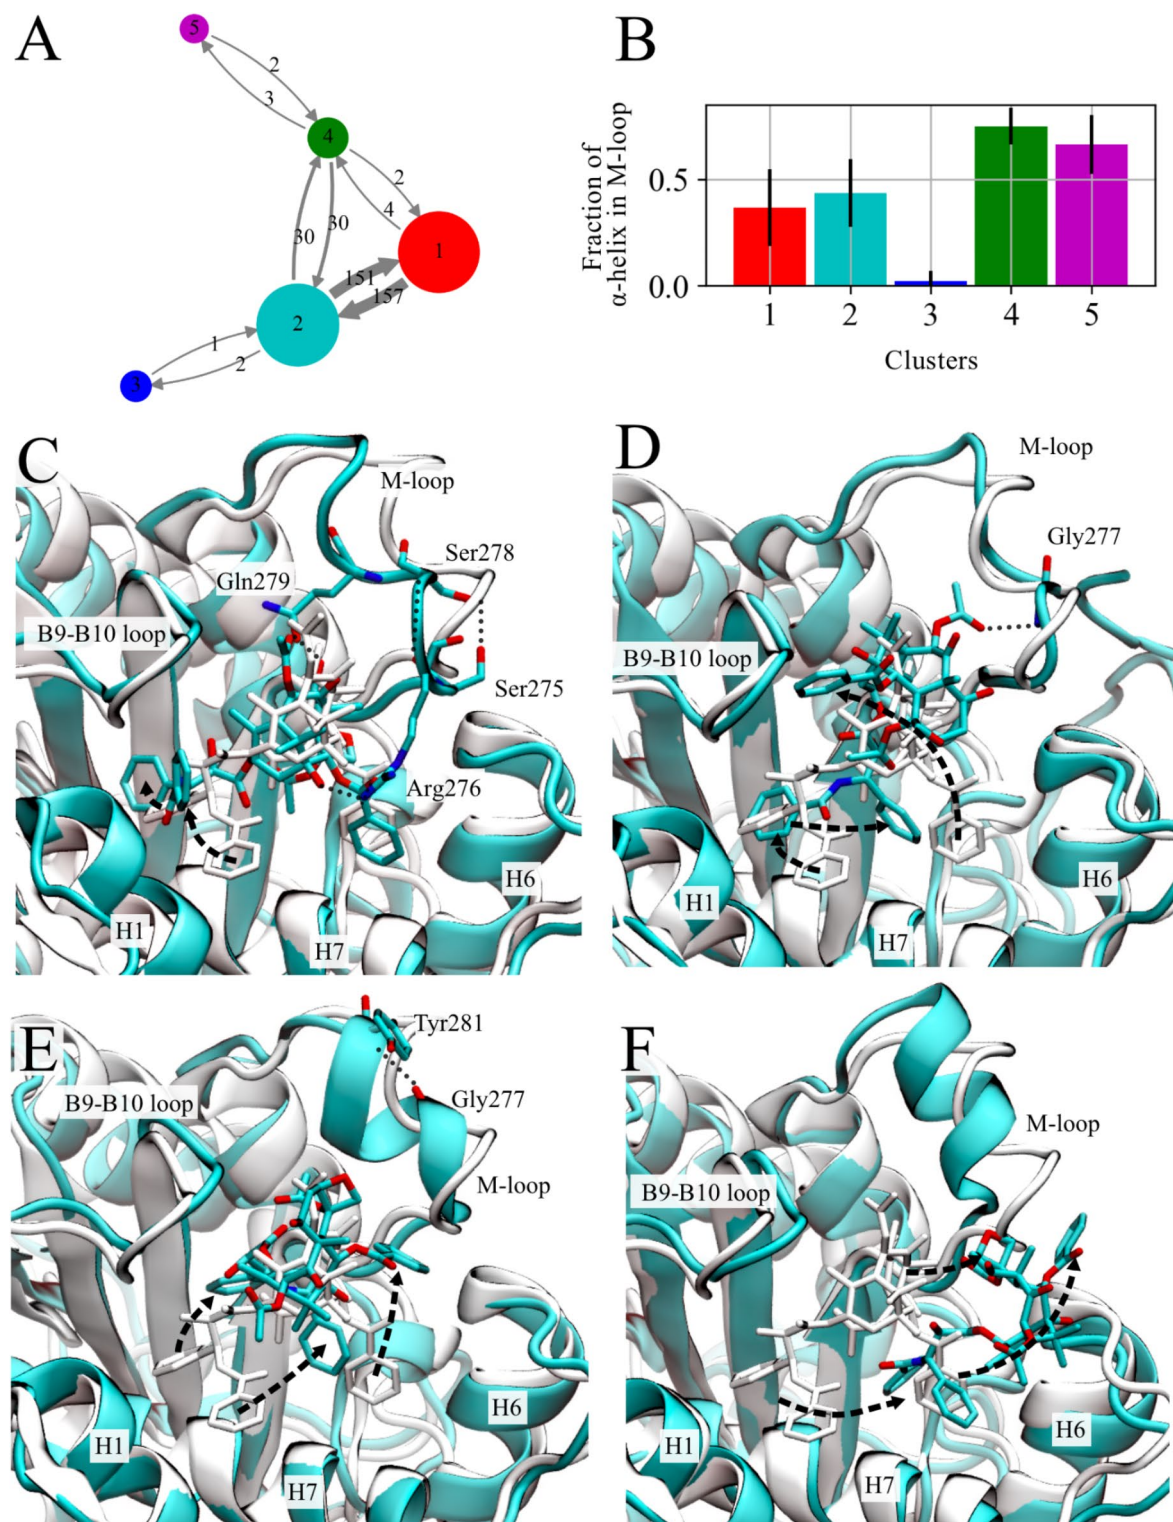 A
5
2
3
4
2
4
30
30
1
151
157
2
1
2
3
B
Fraction of
α-helix in M-loop
0.5
0.0
1 2 3 4 5
Clusters
C
M-loop
Ser278
Gln279
B9-B10 loop
Ser275
Arg276
H6
H1
H7
D
M-loop
Gly277
B9-B10 loop
H6
H1
H7
E
Tyr281
B9-B10 loop
Gly277
M-loop
H6
H1
H7
F
M-loop
B9-B10 loop
H6
H1
H7